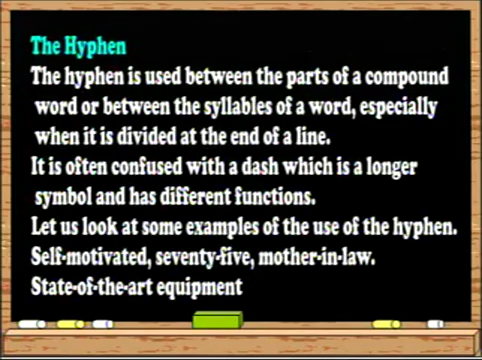 The Hyphen
The hyphen is used between the parts of a compound
word or between the syllables of a word, especially
when it is divided at the end of a line.
It is often confused with a dash which is a longer
symbol and has different functions.
Let us look at some examples of the use of the hyphen.
Self-motivated, seventy-five, mother-in-law.
State-of-the-art equipment